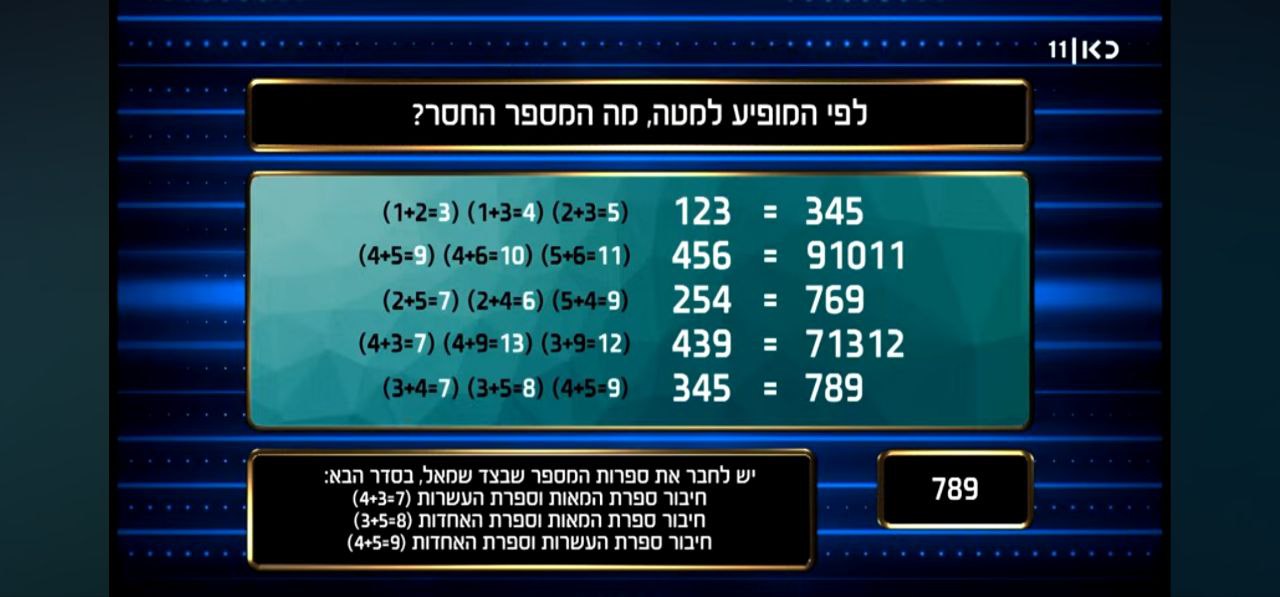 כאן|11
לפי המופיע למטה, מה המספר החסר?
(1+2=3) (1+3=4) (2+3=5) 123 = 345
(4+5=9) (4+6=10) (5+6=11) 456 = 91011
(2+5=7) (2+4=6) (5+4=9) 254 = 769
(4+3=7) (4+9=13) (3+9=12) 439 = 71312
(3+4=7) (3+5=8) (4+5=9) 345 = 789
יש לחבר את ספרות המספר שבצד שמאל, בסדר הבא:
חיבור ספרת המאות וספרת העשרות (4+3=7)
חיבור ספרת המאות וספרת האחדות (3+5=8)
חיבור ספרת העשרות וספרת האחדות (4+5=9)
789